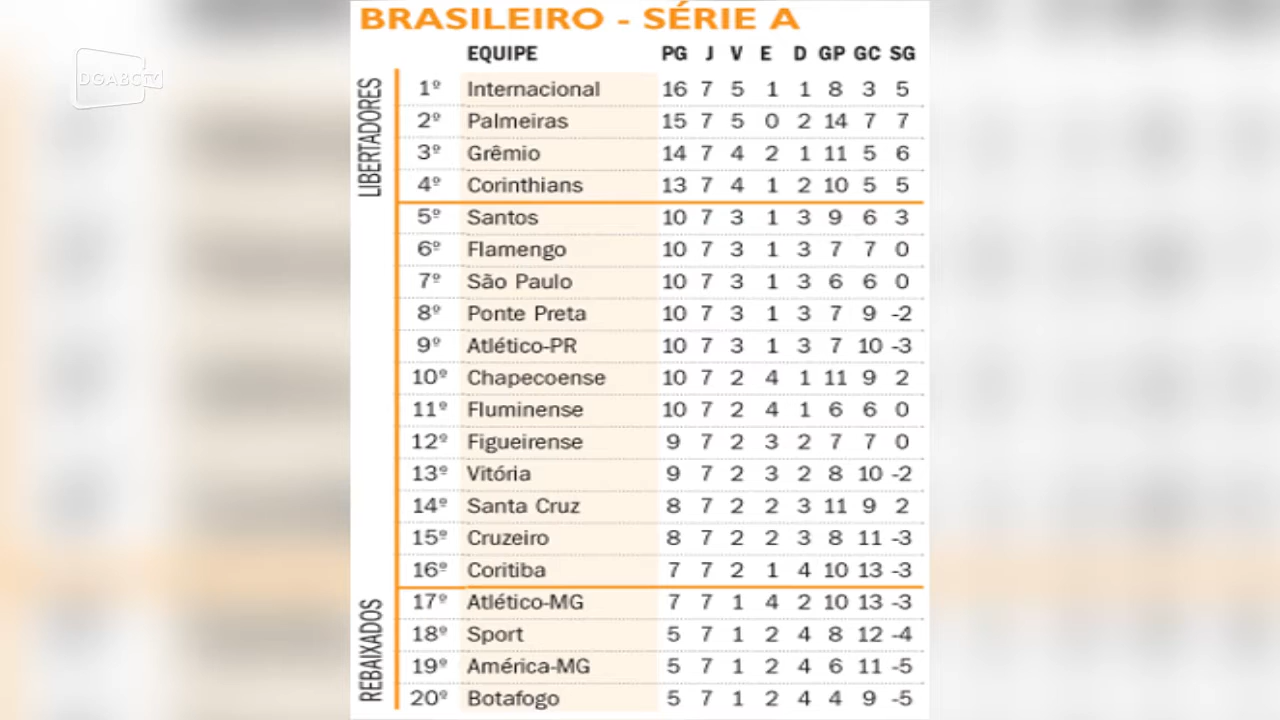 BRASILEIRO - SÉRIE A
DGABCTV
EQUIPE PG J V E D GP GC SG
LIBERTADORES
1º Internacional 16 7 5 1 1 8 3 5
2º Palmeiras 15 7 5 0 2 14 7 7
3º Grêmio 14 7 4 2 1 11 5 6
4º Corinthians 13 7 4 1 2 10 5 5
5º Santos 10 7 3 1 3 9 6 3
6º Flamengo 10 7 3 1 3 7 7 0
7º São Paulo 10 7 3 1 3 6 6 0
8º Ponte Preta 10 7 3 1 3 7 9 -2
9º Atlético-PR 10 7 3 1 3 7 10 -3
10º Chapecoense 10 7 2 4 1 11 9 2
11º Fluminense 10 7 2 4 1 6 6 0
12º Figueirense 9 7 2 3 2 7 7 0
13º Vitória 9 7 2 3 2 8 10 -2
14º Santa Cruz 8 7 2 2 3 11 9 2
15º Cruzeiro 8 7 2 2 3 8 11 -3
16º Coritiba 7 7 2 1 4 10 13 -3
REBAIXADOS
17º Atlético-MG 7 7 1 4 2 10 13 -3
18º Sport 5 7 1 2 4 8 12 -4
19º América-MG 5 7 1 2 4 6 11 -5
20º Botafogo 5 7 1 2 4 4 9 -5